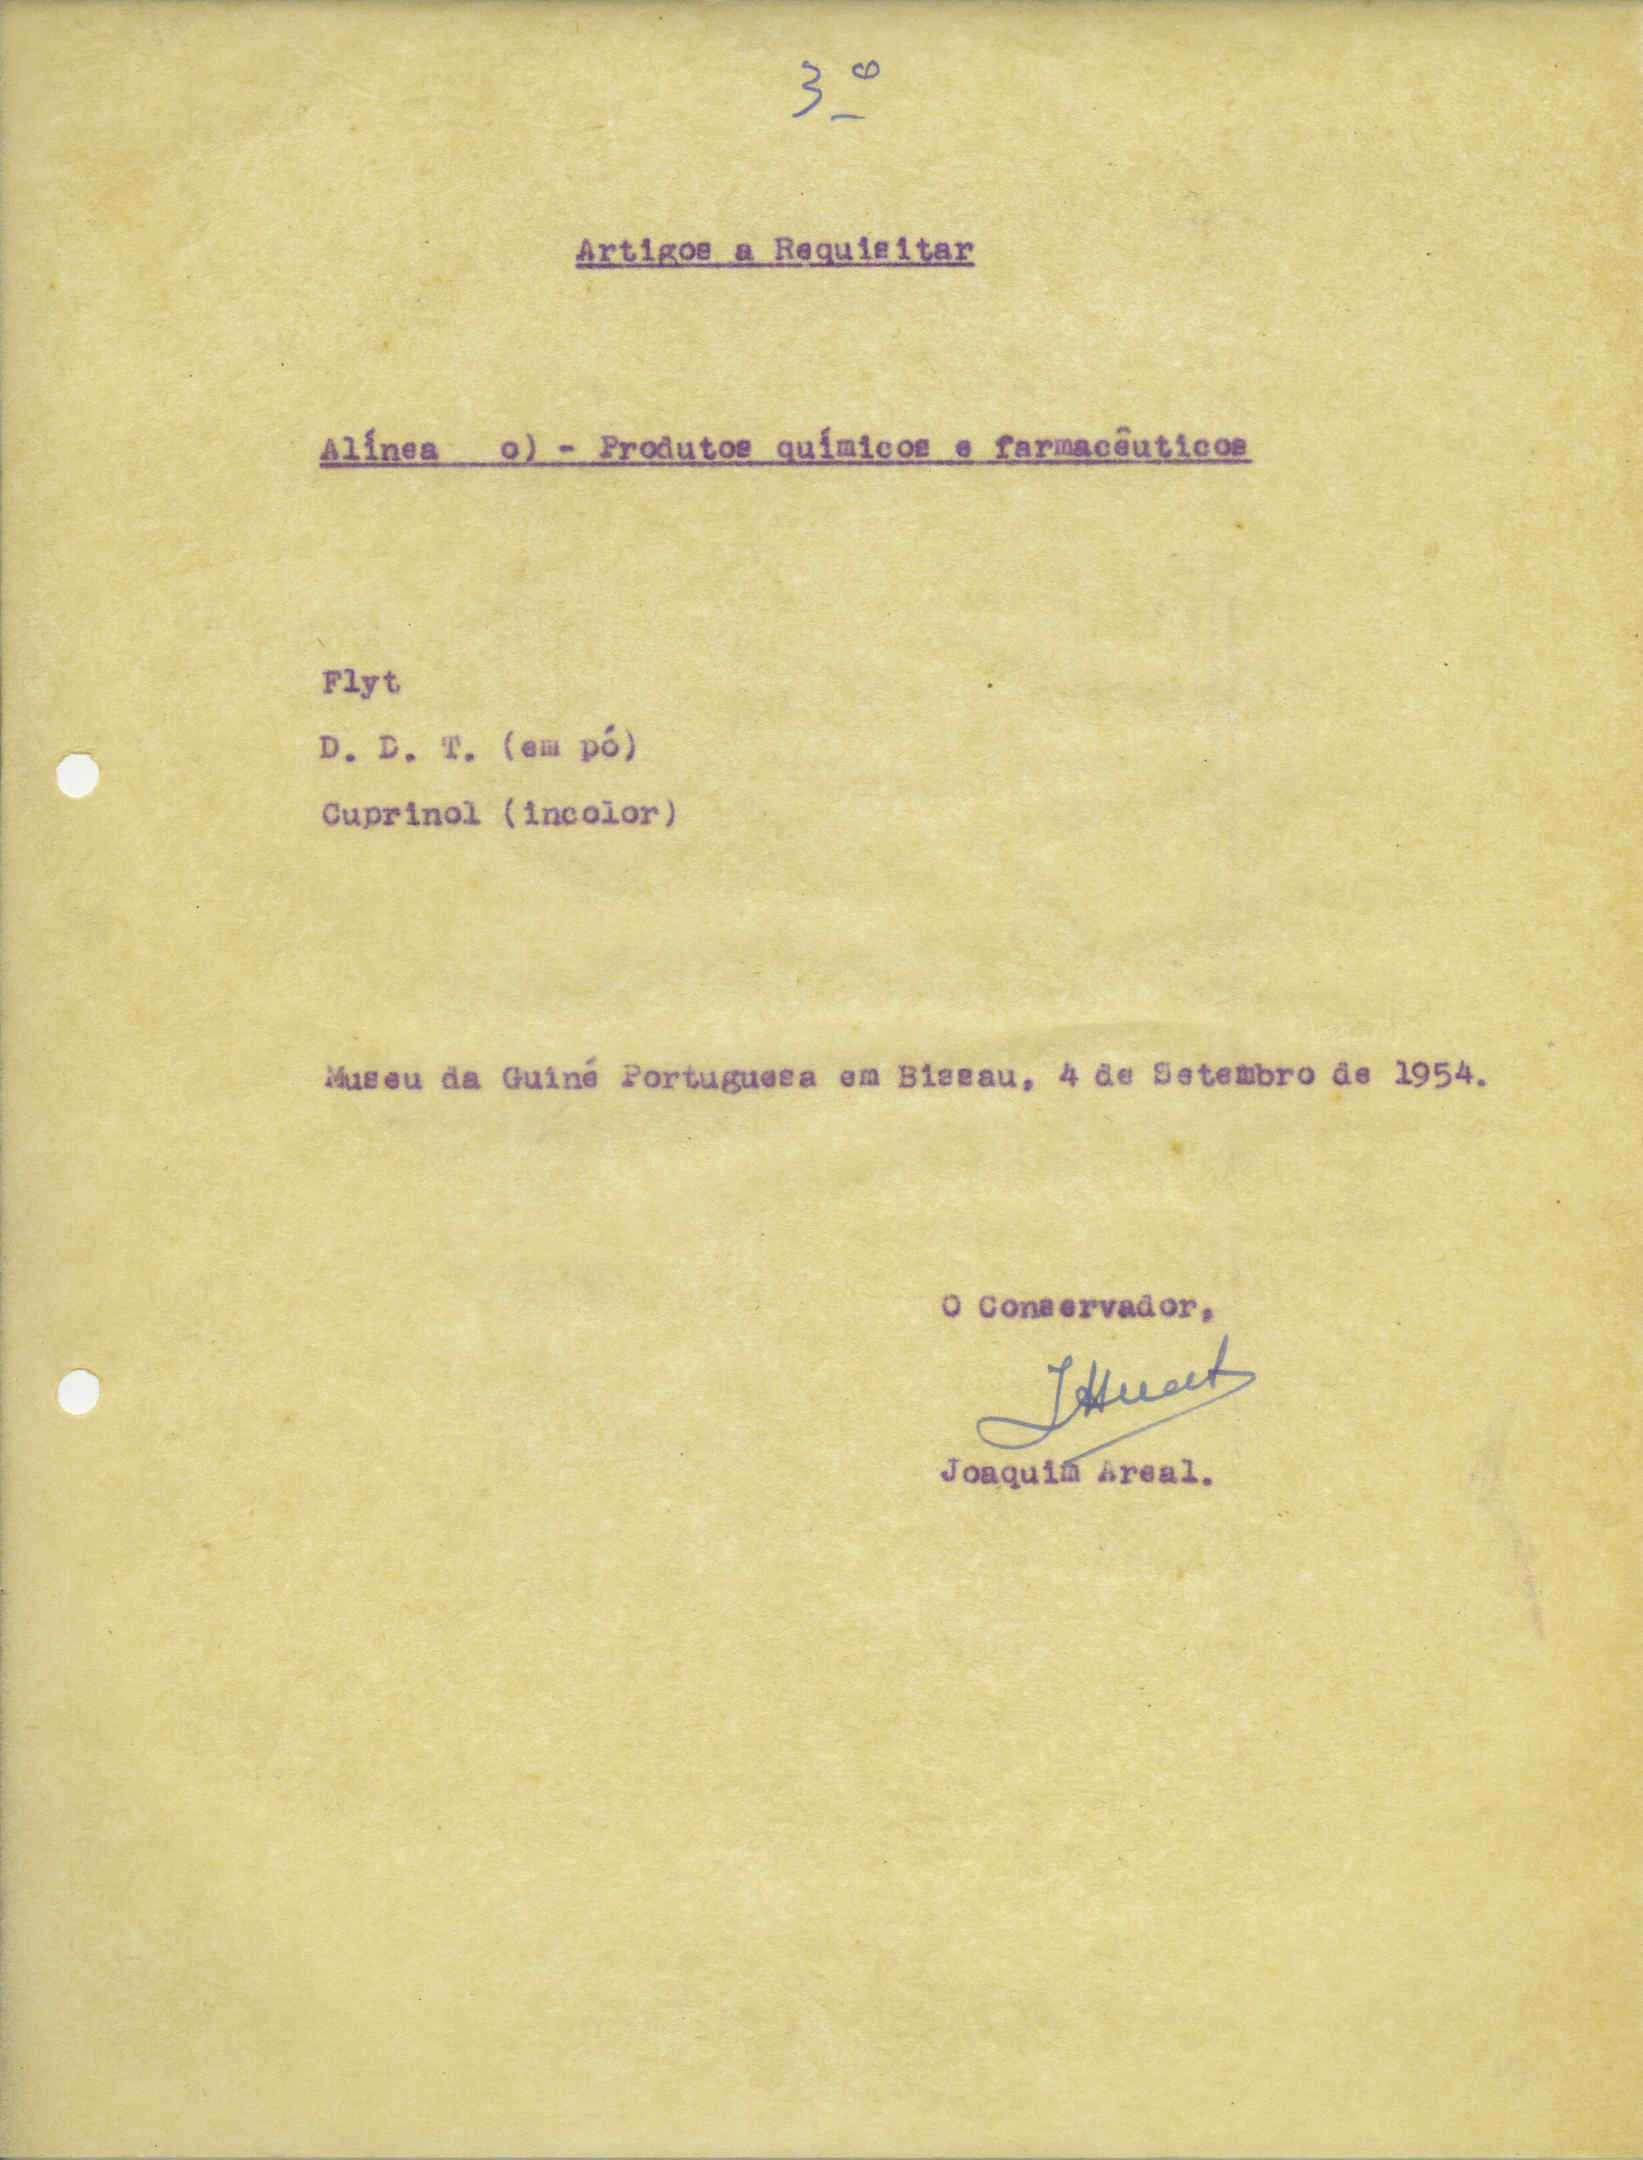 3º
Artigos a Requisitar
Alínea o) - Produtos químicos e farmacêuticos
Flyt
D. D. T. (em pó)
Cuprinol (incolor)
Museu da Guiné Portuguesa em Bissau, 4 de Setembro de 1954.
O Conservador,
Joaquim Areal.